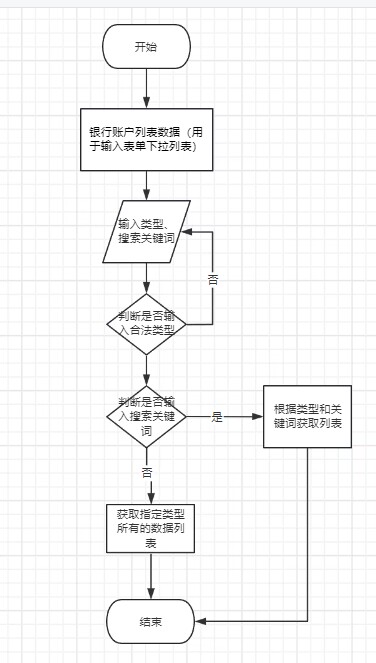 开始
银行账户列表数据（用
于输入表单下拉列表）
输入类型、
搜索关键词
否
判断是否输
入合法类型
判断是否输
入搜索关键
词
是
根据类型和关
键词获取列表
否
获取指定类型
所有的数据列
表
结束